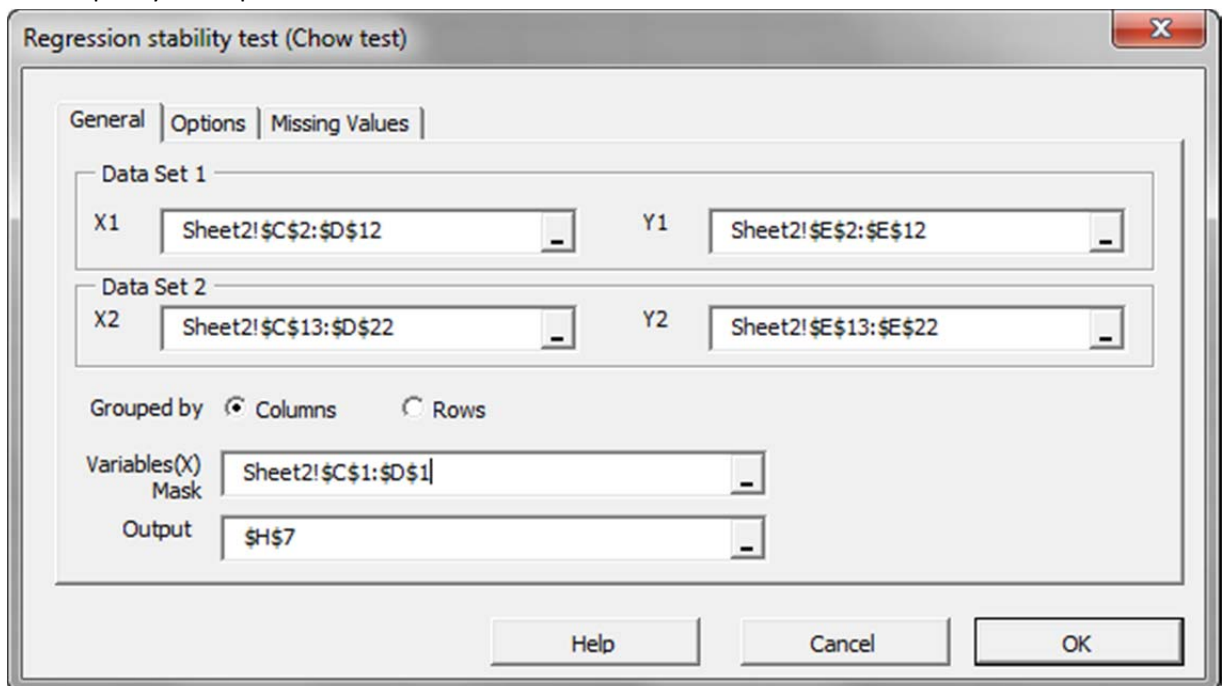 Regression stability test (Chow test)
General Options Missing Values
Data Set 1
X1 Sheet2!$C$2:$D$12 Y1 Sheet2!$E$2:$E$12
Data Set 2
X2 Sheet2!$C$13:$D$22 Y2 Sheet2!$E$13:$E$22
Grouped by Columns Rows
Variables(X)
Mask Sheet2!$C$1:$D$1
Output $H$7
Help Cancel OK